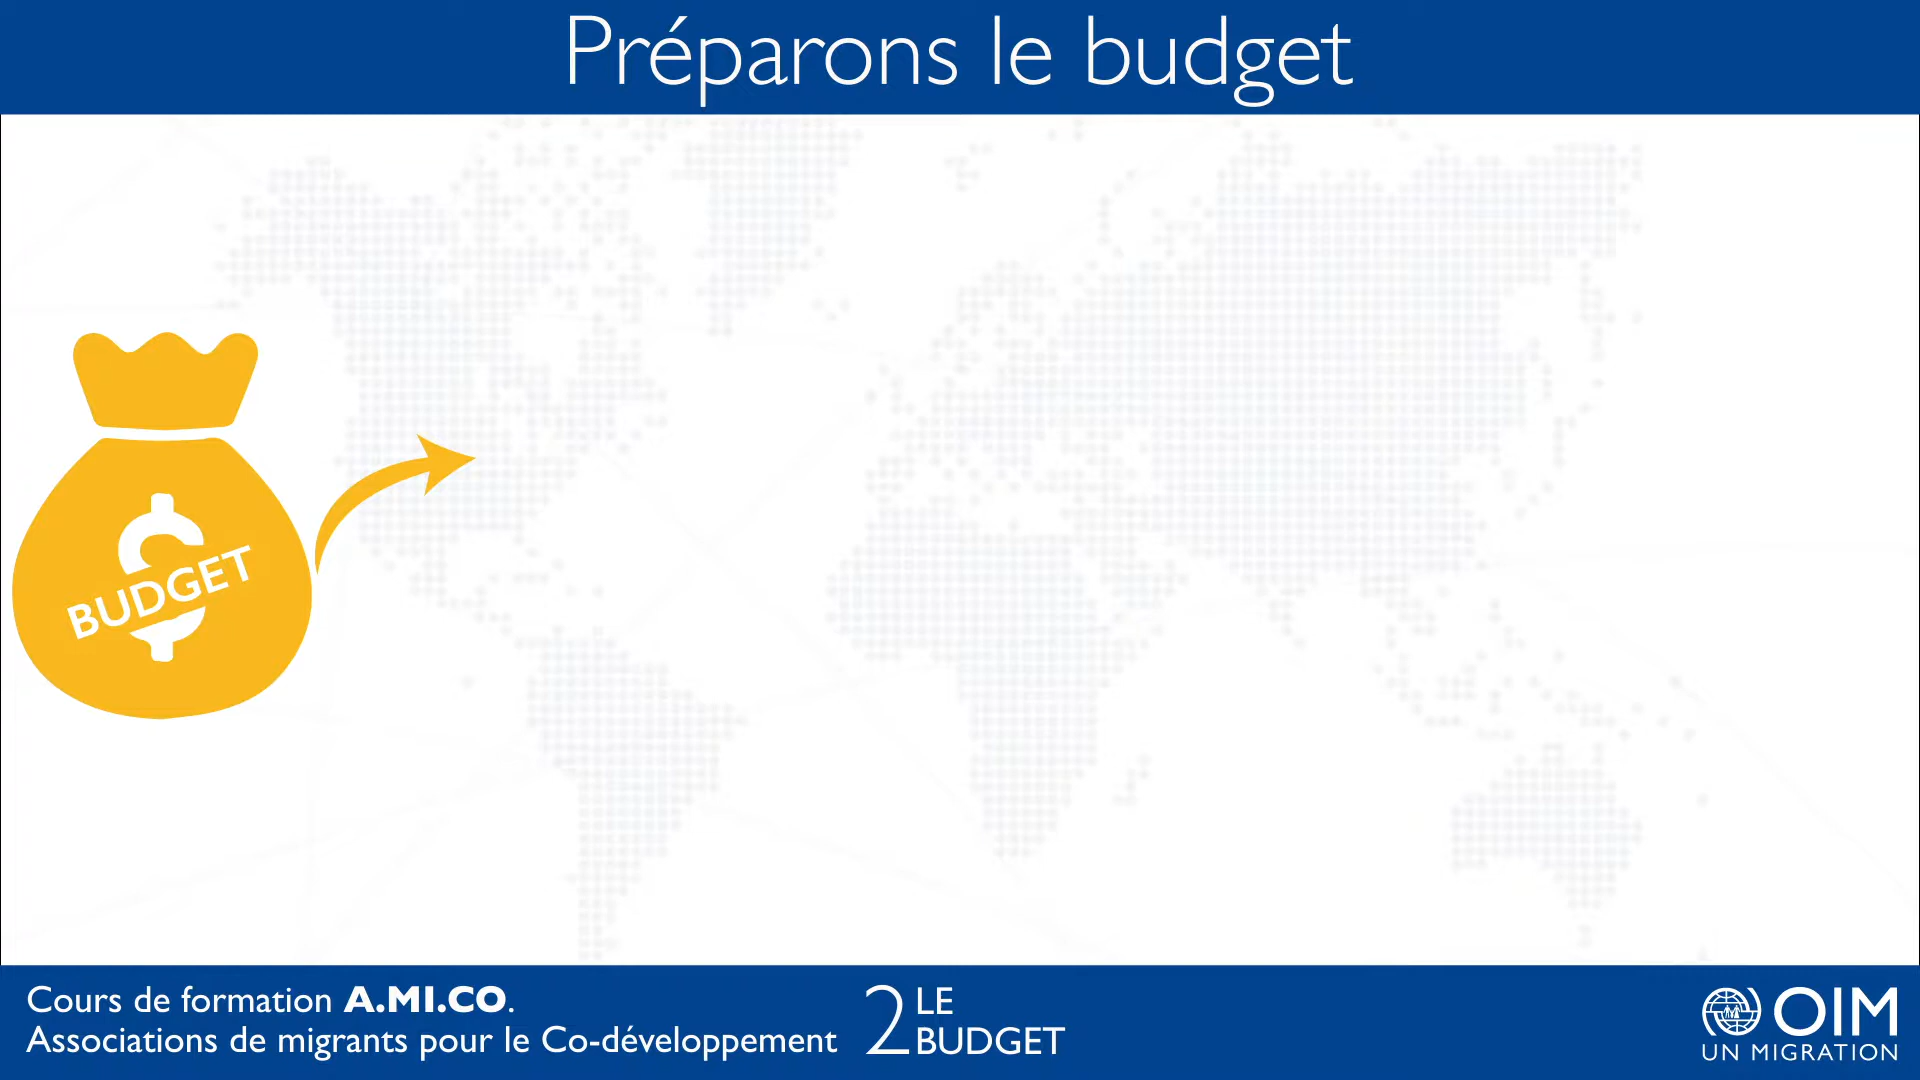 Préparons le budget
BUDGET
Cours de formation A.MI.CO.
Associations de migrants pour le Co-développement
2 LE
BUDGET
OIM
UN MIGRATION